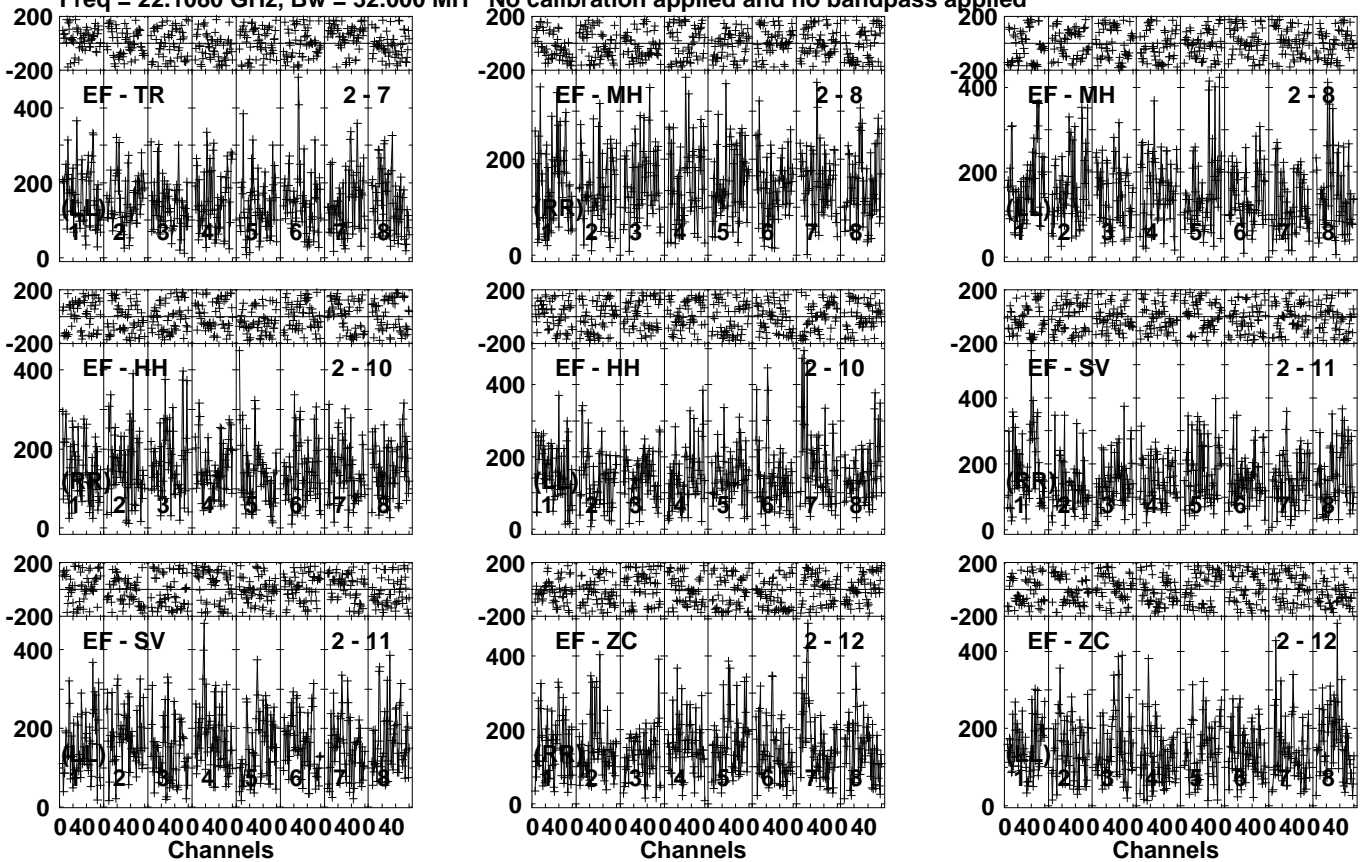 Freq = 22.1080 GHz, Bw = 32.000 MH No calibration applied and no bandpass applied
200 200 200
-200 -200 -200
EF - TR 2 - 7 EF - MH 2 - 8 EF - MH 2 - 8
400 400
200 200 200
(LL) (RR) (LL)
1 2 3 4 5 6 7 8 1 2 3 4 5 6 7 8 1 2 3 4 5 6 7 8
0 0 0
200 200 200
-200 -200 -200
EF - HH 2 - 10 EF - HH 2 - 10 EF - SV 2 - 11
400 400 400
200 200 200
(RR) (LL) (RR)
1 2 3 4 5 6 7 8 1 2 3 4 5 6 7 8 1 2 3 4 5 6 7 8
0 0 0
200 200 200
-200 -200 -200
EF - SV 2 - 11 EF - ZC 2 - 12 EF - ZC 2 - 12
400 400 400
200 200 200
(LL) (RR) (LL)
1 2 3 4 5 6 7 8 1 2 3 4 5 6 7 8 1 2 3 4 5 6 7 8
0 0 0
0 40 0 40 0 40 0 40 0 40 0 40 0 40 0 40 0 40 0 40 0 40 0 40 0 40 0 40 0 40 0 40 0 40 0 40 0 40 0 40 0 40 0 40 0 40 0 40
Channels Channels Channels